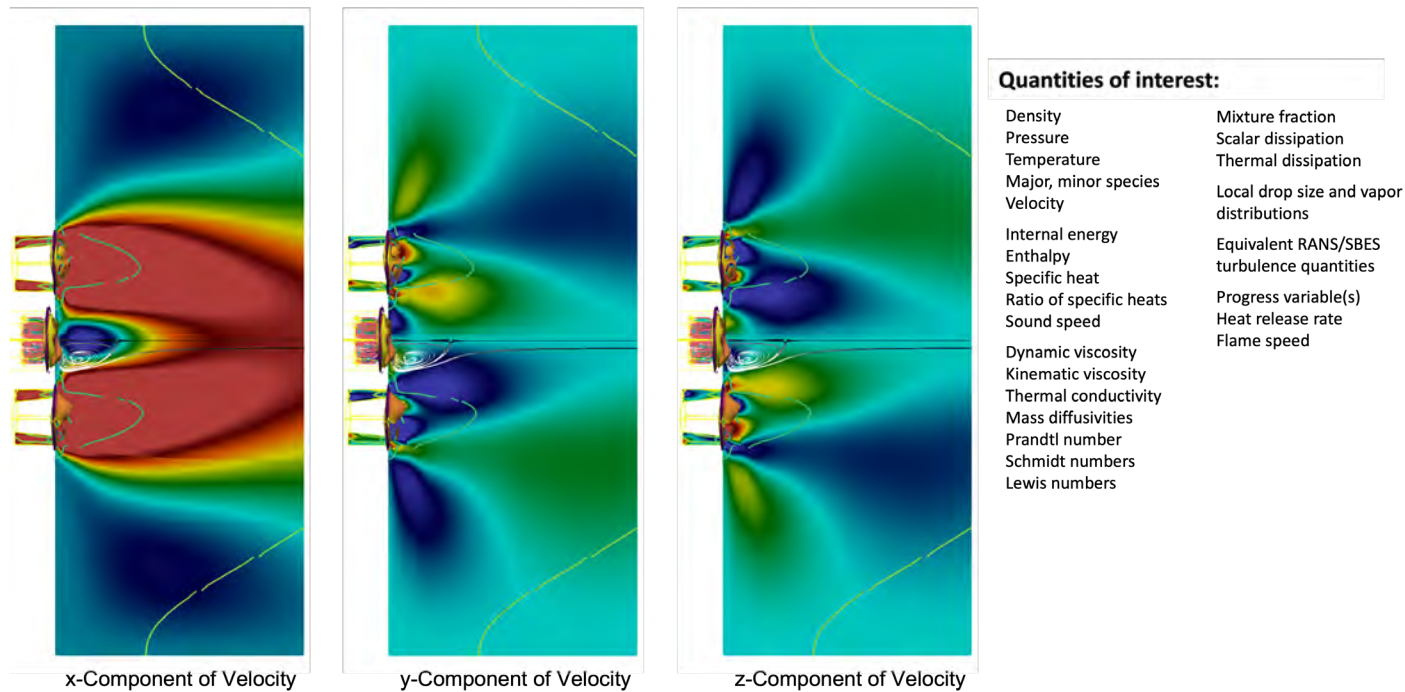 Quantities of interest:
Density
Pressure
Temperature
Major, minor species
Velocity
Internal energy
Enthalpy
Specific heat
Ratio of specific heats
Sound speed
Dynamic viscosity
Kinematic viscosity
Thermal conductivity
Mass diffusivities
Prandtl number
Schmidt numbers
Lewis numbers
Mixture fraction
Scalar dissipation
Thermal dissipation
Local drop size and vapor
distributions
Equivalent RANS/SBES
turbulence quantities
Progress variable(s)
Heat release rate
Flame speed
x-Component of Velocity
y-Component of Velocity
z-Component of Velocity